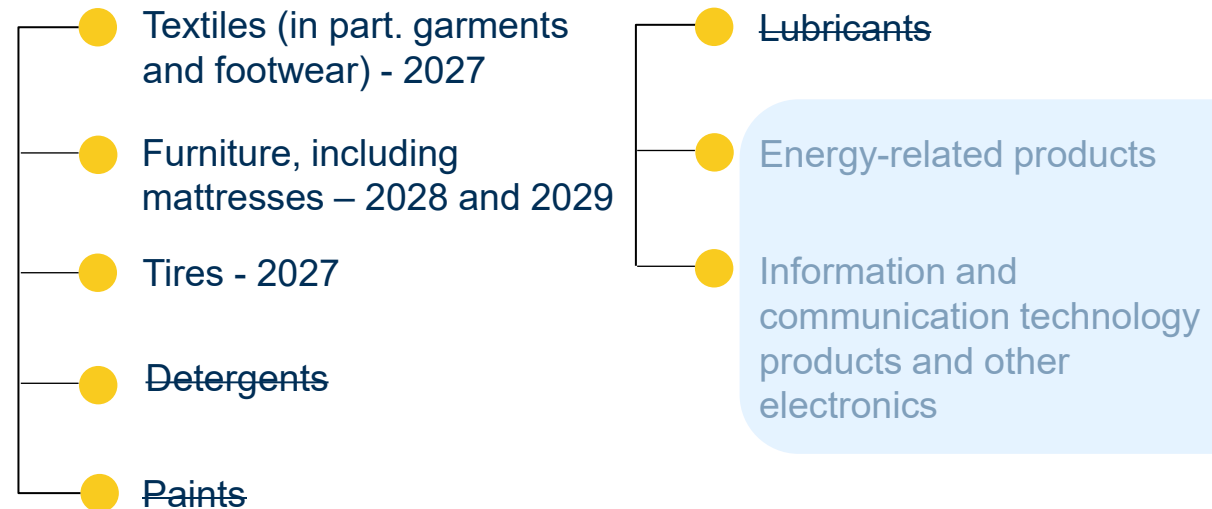 Textiles (in part. garments
and footwear) - 2027
Furniture, including
mattresses – 2028 and 2029
Tires - 2027
Detergents
Paints
Lubricants
Energy-related products
Information and
communication technology
products and other
electronics